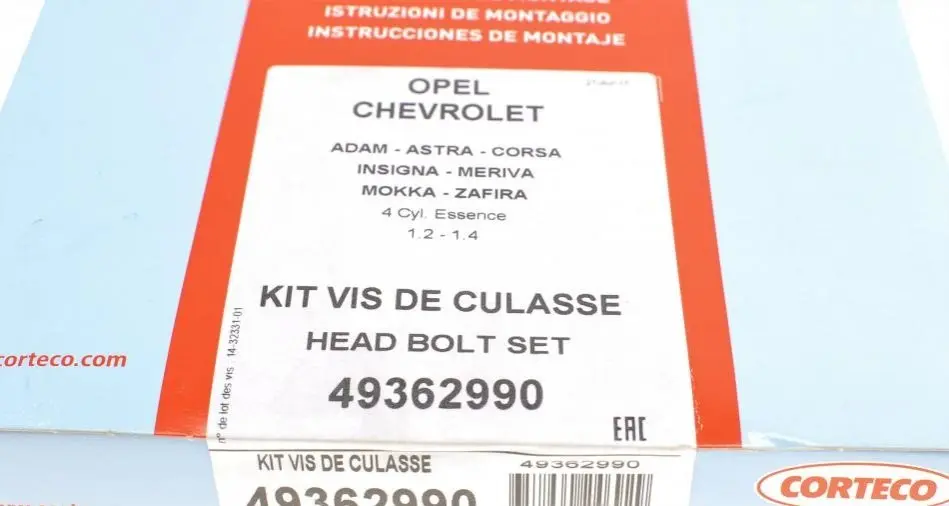 ISTRUZIONI DE MONTAGGIO
INSTRUCCIONES DE MONTAJE
OPEL
CHEVROLET
ADAM - ASTRA - CORSA
INSIGNA - MERIVA
MOKKA - ZAFIRA
4 Cyl. Essence
1.2 - 1.4
KIT VIS DE CULASSE
HEAD BOLT SET
49362990
n° de lot des vis : 14-32331-01
EAC
corteco.com
KIT VIS DE CULASSE
49362990
49362990
CORTECO